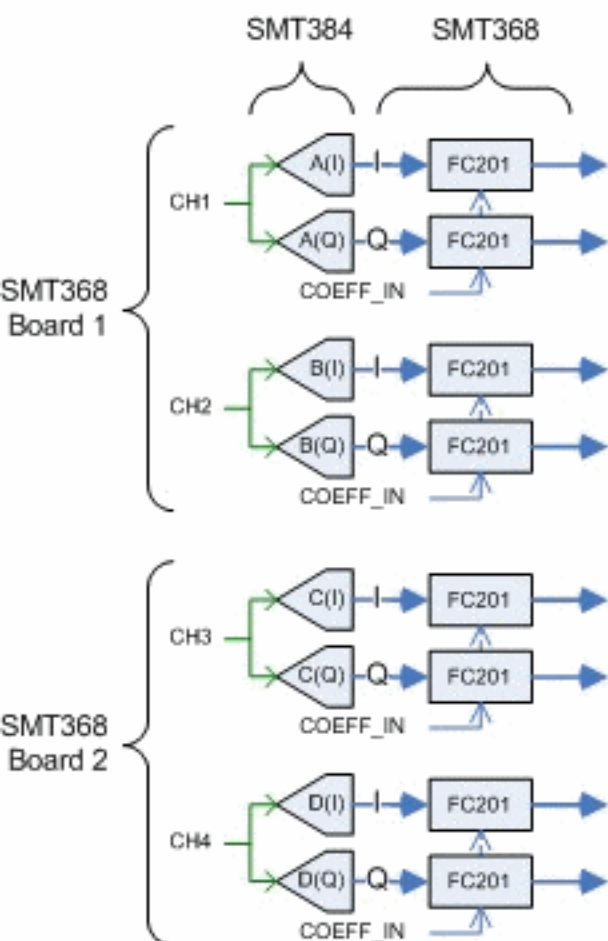 SMT384 SMT368
A(I) I FC201
CH1
A(Q) Q FC201
COEFF_IN
SMT368
Board 1
B(I) I FC201
CH2
B(Q) Q FC201
COEFF_IN
C(I) I FC201
CH3
C(Q) Q FC201
COEFF_IN
SMT368
Board 2
D(I) I FC201
CH4
D(Q) Q FC201
COEFF_IN